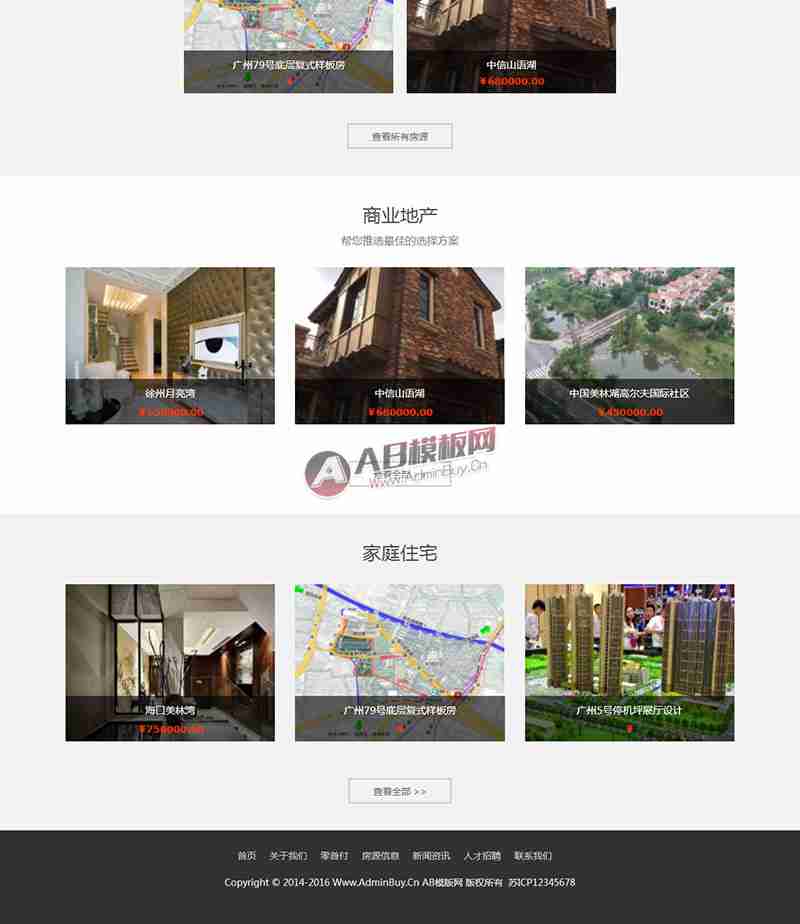 广州79号底层复式样板房
¥
中信山语湖
¥680000.00
查看所有房源
商业地产
帮您推选最佳的选择方案
徐州月亮湾
中信山语湖
¥680000.00
中国美林湖高尔夫国际社区
¥450000.00
AB模板网
www.AdminBuy.Cn
查看全部
家庭住宅
海口美林湾
¥750000.00
广州79号底层复式样板房
¥
广州5号停机坪展厅设计
¥
查看全部 >>
首页 关于我们 零首付 房源信息 新闻资讯 人才招聘 联系我们
Copyright © 2014-2016 Www.AdminBuy.Cn AB模版网 版权所有 苏ICP12345678